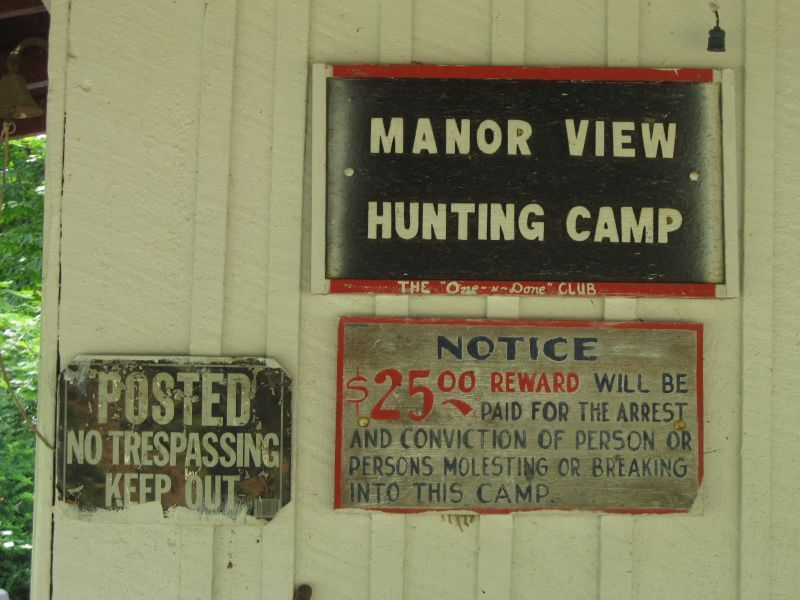 MANOR VIEW
HUNTING CAMP
THE "One-n-Done" CLUB
NOTICE
$25.00 REWARD WILL BE
PAID FOR THE ARREST
AND CONVICTION OF PERSON OR
PERSONS MOLESTING OR BREAKING
INTO THIS CAMP.
POSTED
NO TRESPASSING
KEEP OUT